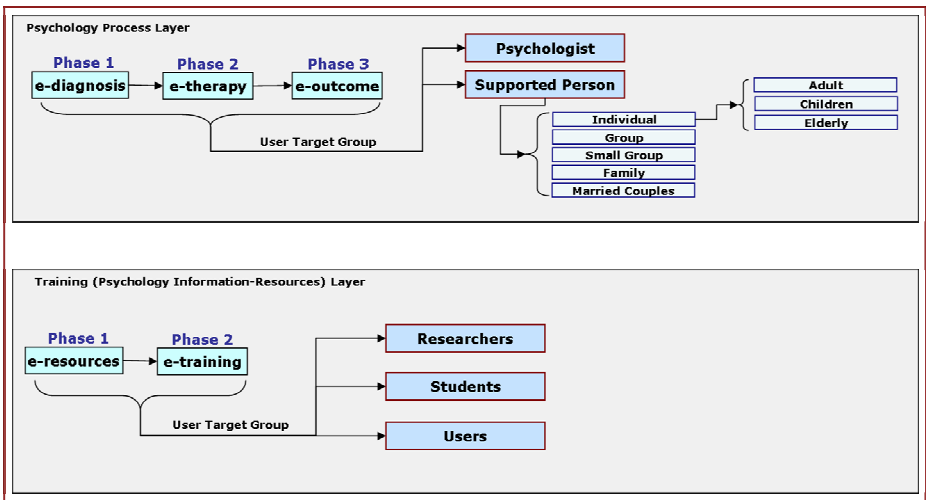 Psychology Process Layer
Phase 1
Phase 2
Phase 3
e-diagnosis
e-therapy
e-outcome
User Target Group
Psychologist
Supported Person
Individual
Group
Small Group
Family
Married Couples
Adult
Children
Elderly
Training (Psychology Information-Resources) Layer
Phase 1
Phase 2
e-resources
e-training
User Target Group
Researchers
Students
Users